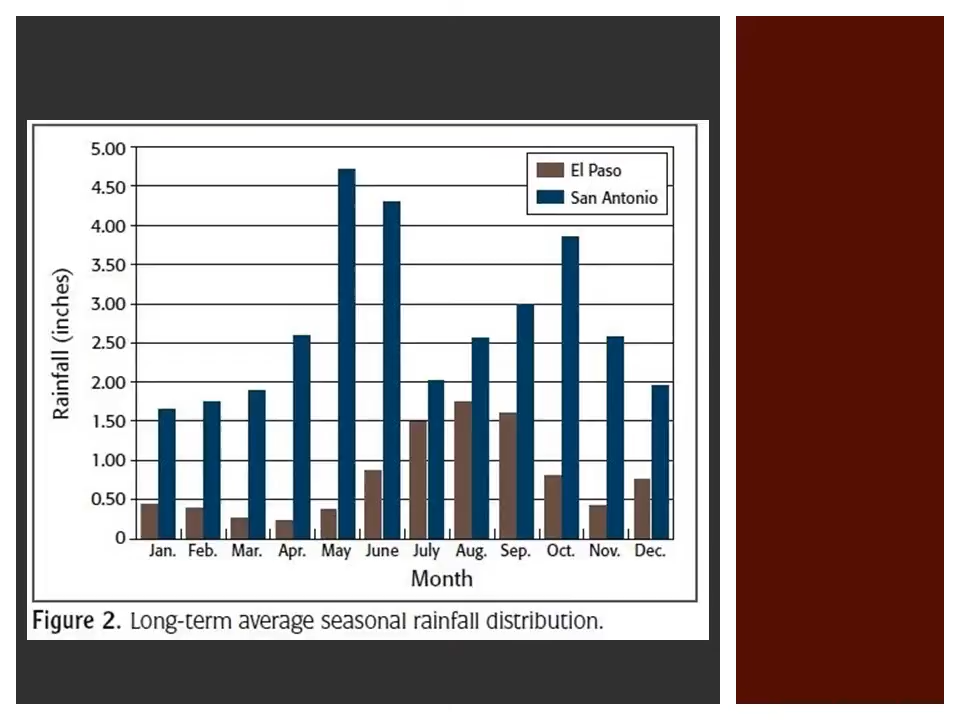 5.00
4.50
4.00
3.50
3.00
2.50
2.00
1.50
1.00
0.50
0
Rainfall (inches)
El Paso
San Antonio
Jan. Feb. Mar. Apr. May June July Aug. Sep. Oct. Nov. Dec.
Month
Figure 2. Long-term average seasonal rainfall distribution.